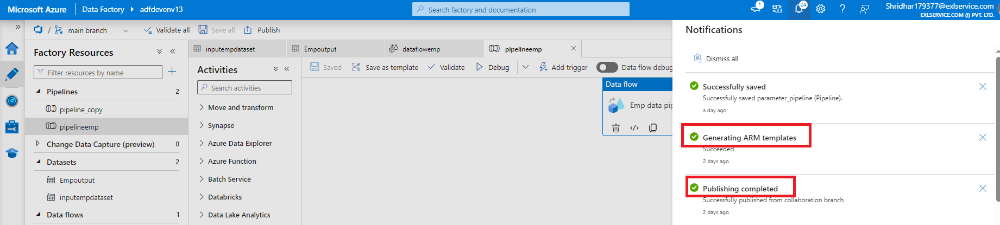 Microsoft Azure
Data Factory
adfdevenv13
Search factory and documentation
1
24
Shridhar179377@exlservice.com
EXLSERVICE.COM (I) PVT. LTD.
/ main branch
Validate all
Save all
Publish
Factory Resources
Filter resources by name
Pipelines 2
pipeline_copy
pipelineemp
Change Data Capture (preview) 0
Datasets 2
Empoutput
inputempdataset
Data flows 1
inputempdataset
Empoutput
dataflowemp
pipelineemp
Activities
Search activities
Move and transform
Synapse
Azure Data Explorer
Azure Function
Batch Service
Databricks
Data Lake Analytics
Saved
Save as template
Validate
Debug
Add trigger
Data flow debug
Data flow
Emp data pip
Notifications
Dismiss all
Successfully saved
Successfully saved parameter_pipeline (Pipeline).
a day ago
Generating ARM templates
Succeeded
2 days ago
Publishing completed
Successfully published from collaboration branch
2 days ago